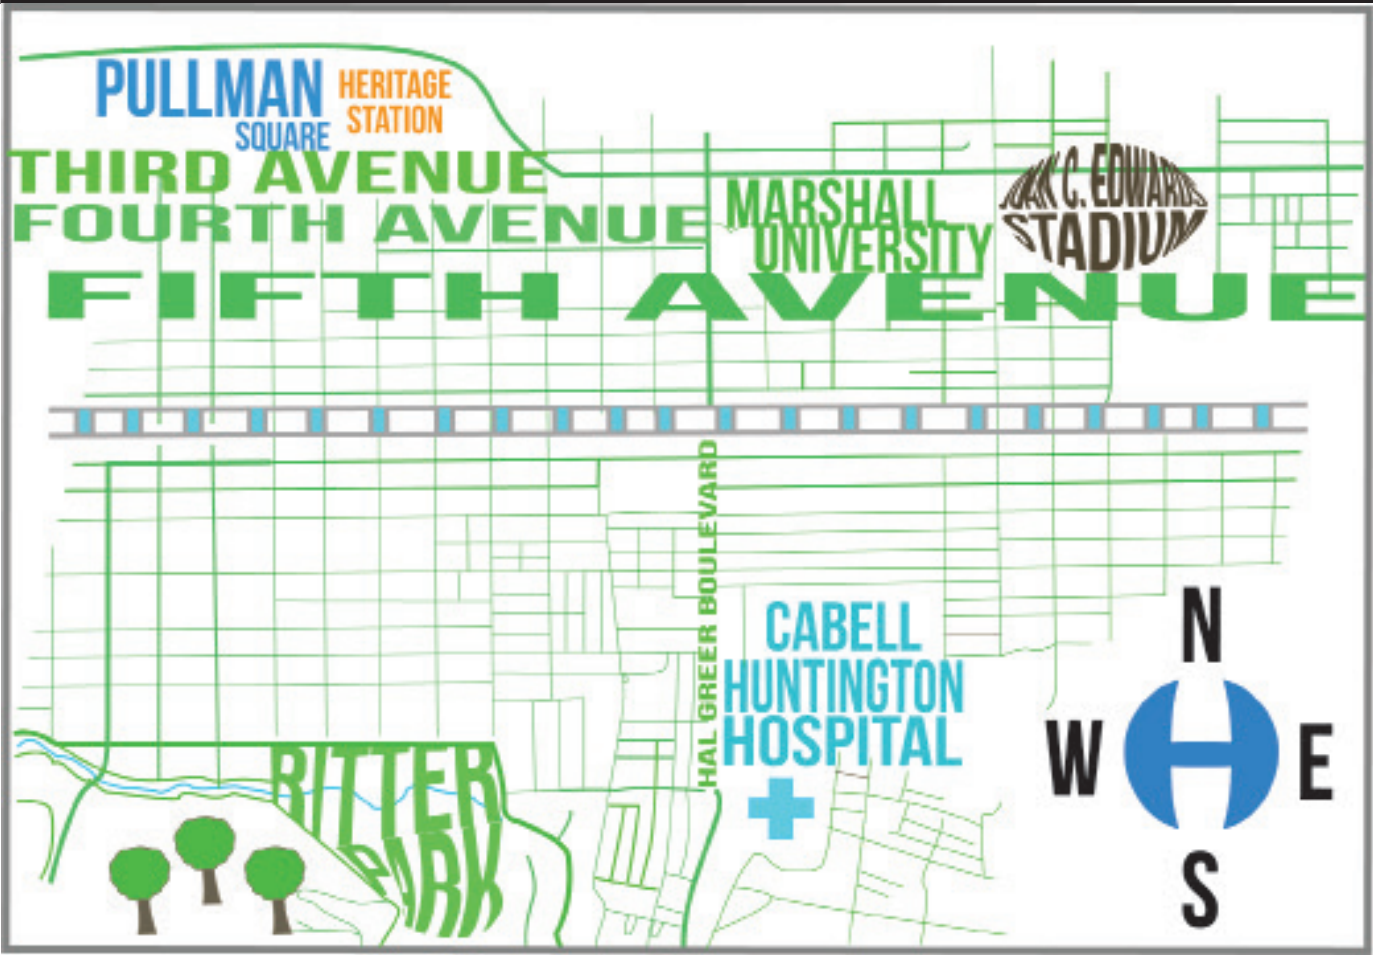 PULLMAN
SQUARE
HERITAGE
STATION
THIRD AVENUE
FOURTH AVENUE
MARSHALL
UNIVERSITY
JOAN C. EDWARDS
STADIUM
FIFTH AVENUE
HAL GREER BOULEVARD
CABELL
HUNTINGTON
HOSPITAL
RITTER
PARK
N
W
H
E
S